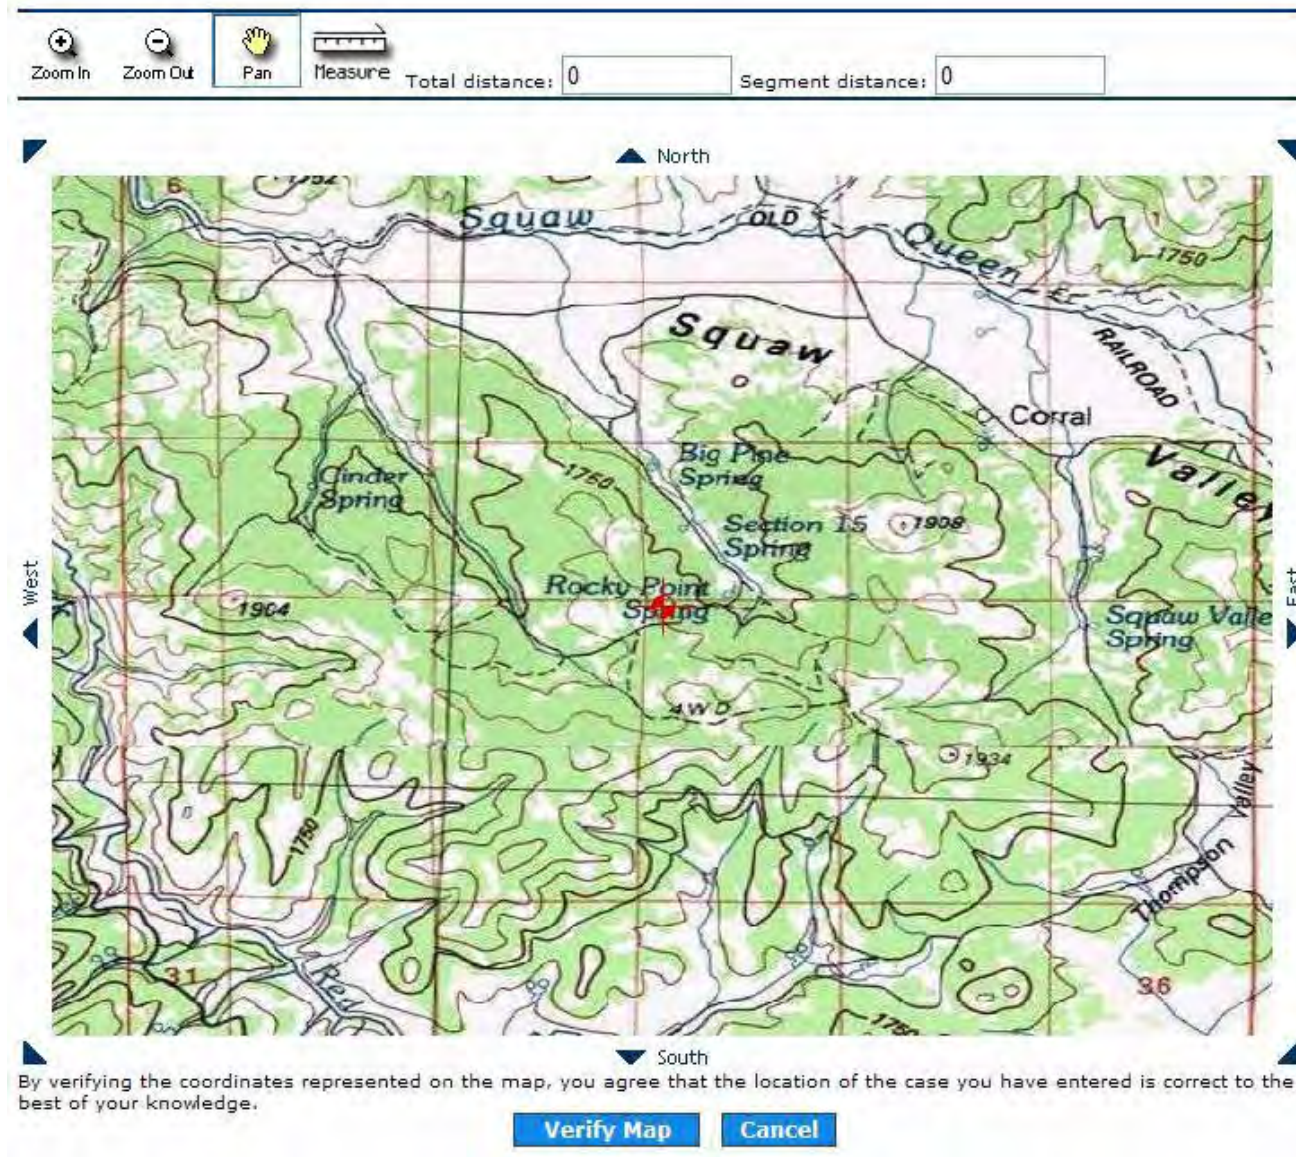 Zoom In
Zoom Out
Pan
Measure
Total distance: 0
Segment distance: 0
North
6
1752
Squaw
OLD
Queen
Cr
1750
RAILROAD
Squaw
Valley
Corral
Big Pine
Spring
Cinder
Spring
1750
Section 15
Spring
1908
Rocky Point
Spring
1904
Squaw Valle
Spring
West
East
4WD
1934
1750
Thompson Valley
31
Red
36
1750
South
By verifying the coordinates represented on the map, you agree that the location of the case you have entered is correct to the
best of your knowledge.
Verify Map
Cancel